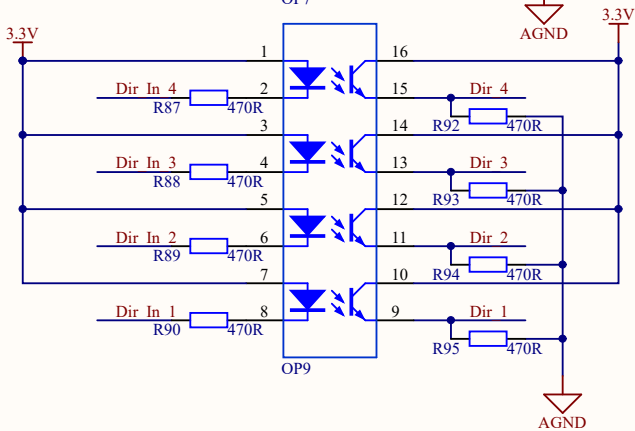 OP7
3.3V
AGND
3.3V
1
16
Dir In 4
2
15
Dir 4
R87
470R
3
14
R92
470R
Dir In 3
4
13
Dir 3
R88
470R
5
12
R93
470R
Dir In 2
6
11
Dir 2
R89
470R
7
10
R94
470R
Dir In 1
8
9
Dir 1
R90
470R
R95
470R
OP9
AGND